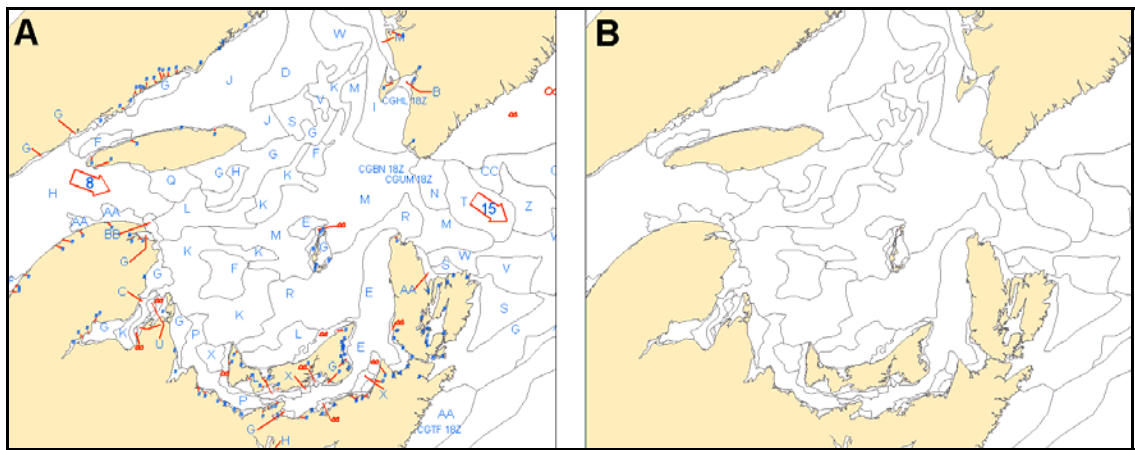 A
B
W
M
D
J
K
M
B
V
I
CGHL 18Z
G
G
J
S
G
F
G
G
F
CGBN 18Z
CC
G
H
K
CGUM 18Z
8
Q
H
M
N
T
15
Z
AA
L
K
R
AA
E
M
BB
M
K
K
G
W
G
G
F
S
V
C
R
E
AA
S
G
K
G
K
G
P
L
U
X
E
G
X
L
P
X
G
AA
CGTF 18Z
H